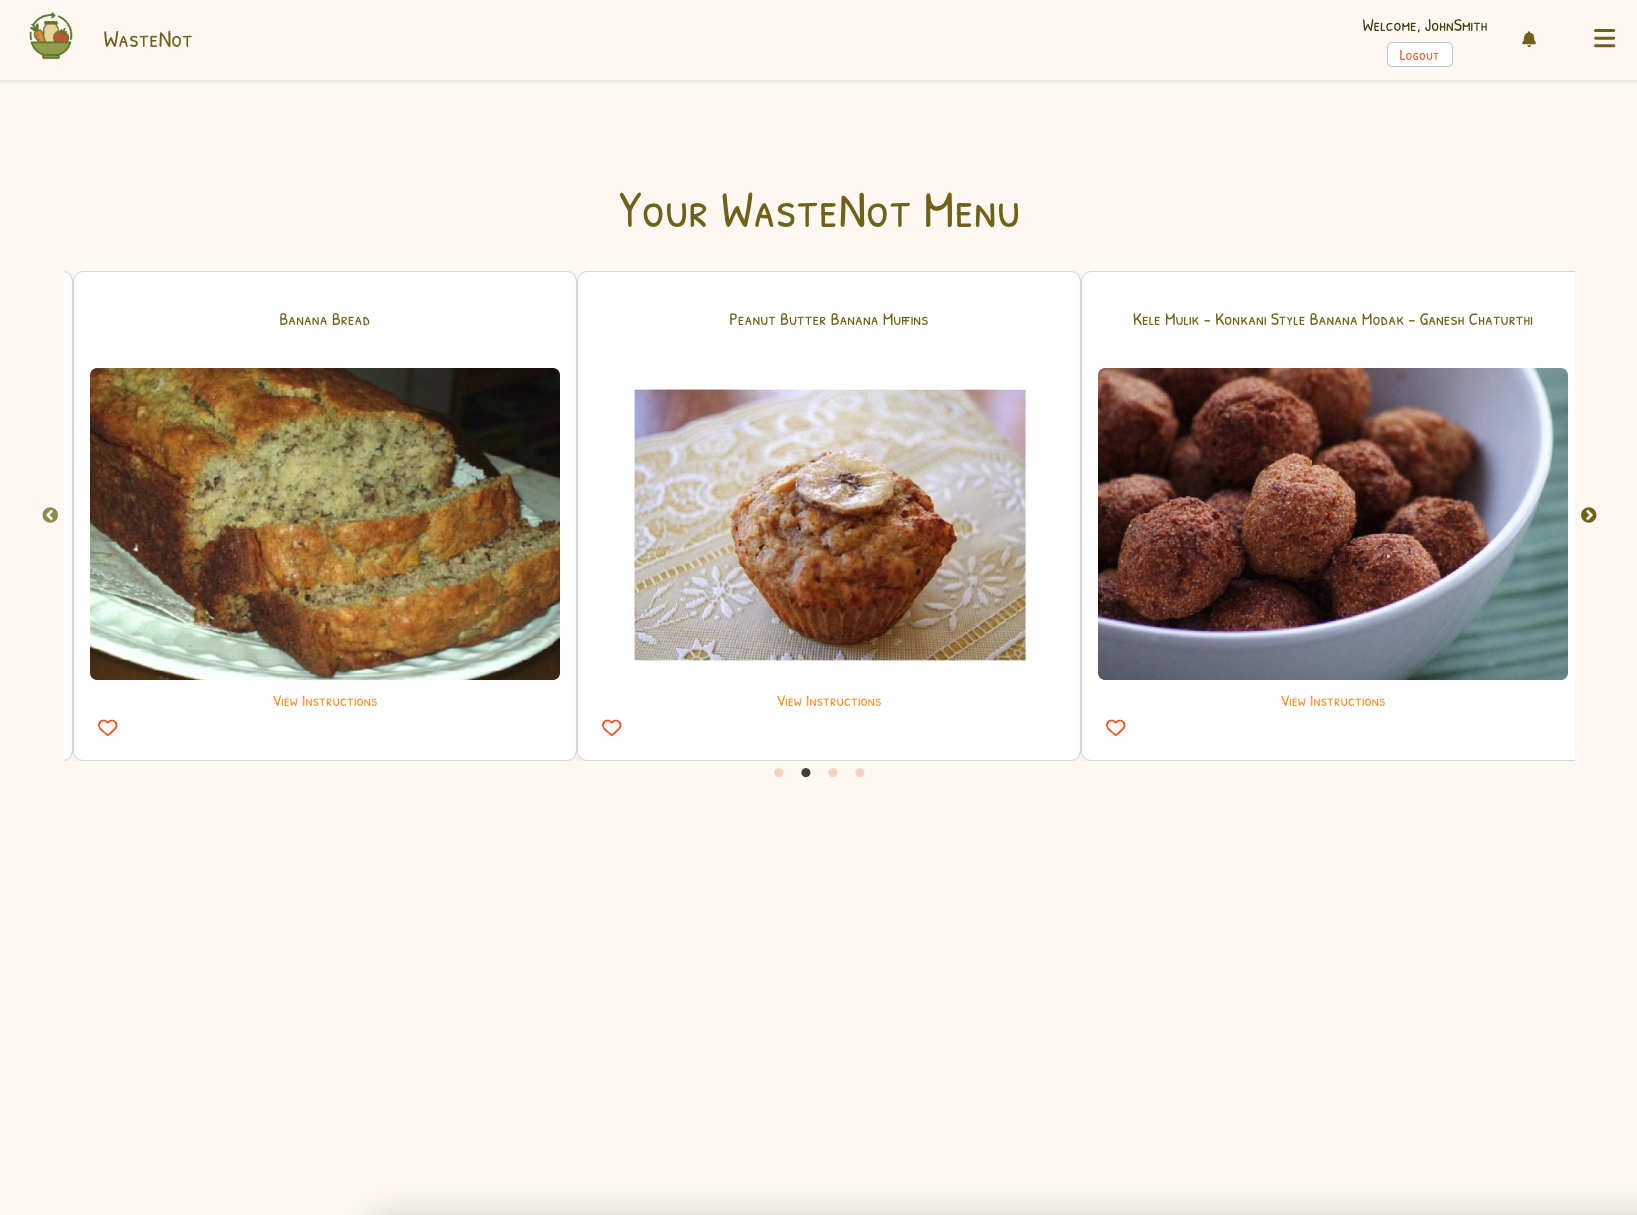 WasteNot
Welcome, JohnSmith
Logout
Your WasteNot Menu
Banana Bread
Peanut Butter Banana Muffins
Kele Mulik - Konkani Style Banana Modak - Ganesh Chaturthi
View Instructions
View Instructions
View Instructions